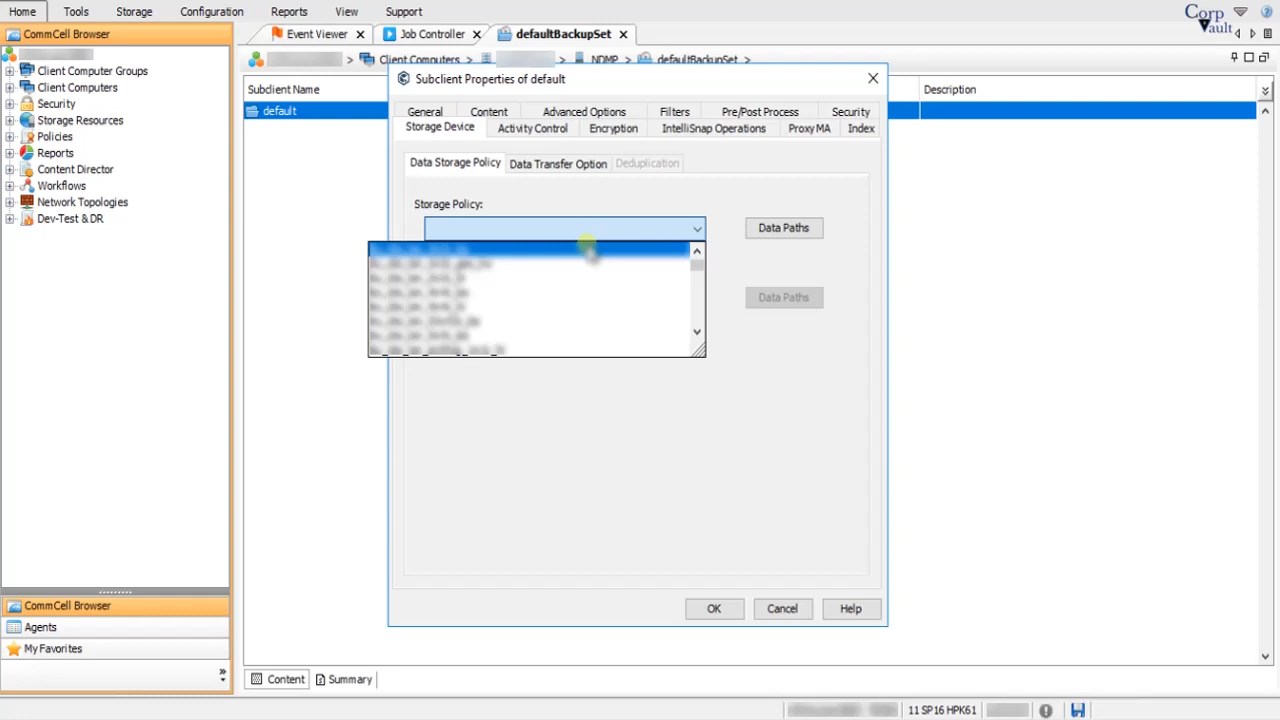 Home Tools Storage Configuration Reports View Support
Corp Vault
CommCell Browser
Event Viewer Job Controller defaultBackupSet
> Client Computers > > NDMP > defaultBackupSet >
Client Computer Groups
Client Computers
Security
Storage Resources
Policies
Reports
Content Director
Workflows
Network Topologies
Dev-Test & DR
Subclient Name Description
default
Subclient Properties of default
General Content Advanced Options Filters Pre/Post Process Security
Storage Device Activity Control Encryption IntelliSnap Operations Proxy MA Index
Data Storage Policy Data Transfer Option Deduplication
Storage Policy:
Data Paths
Data Paths
OK Cancel Help
CommCell Browser
Agents
My Favorites
Content Summary
11 SP16 HPK61